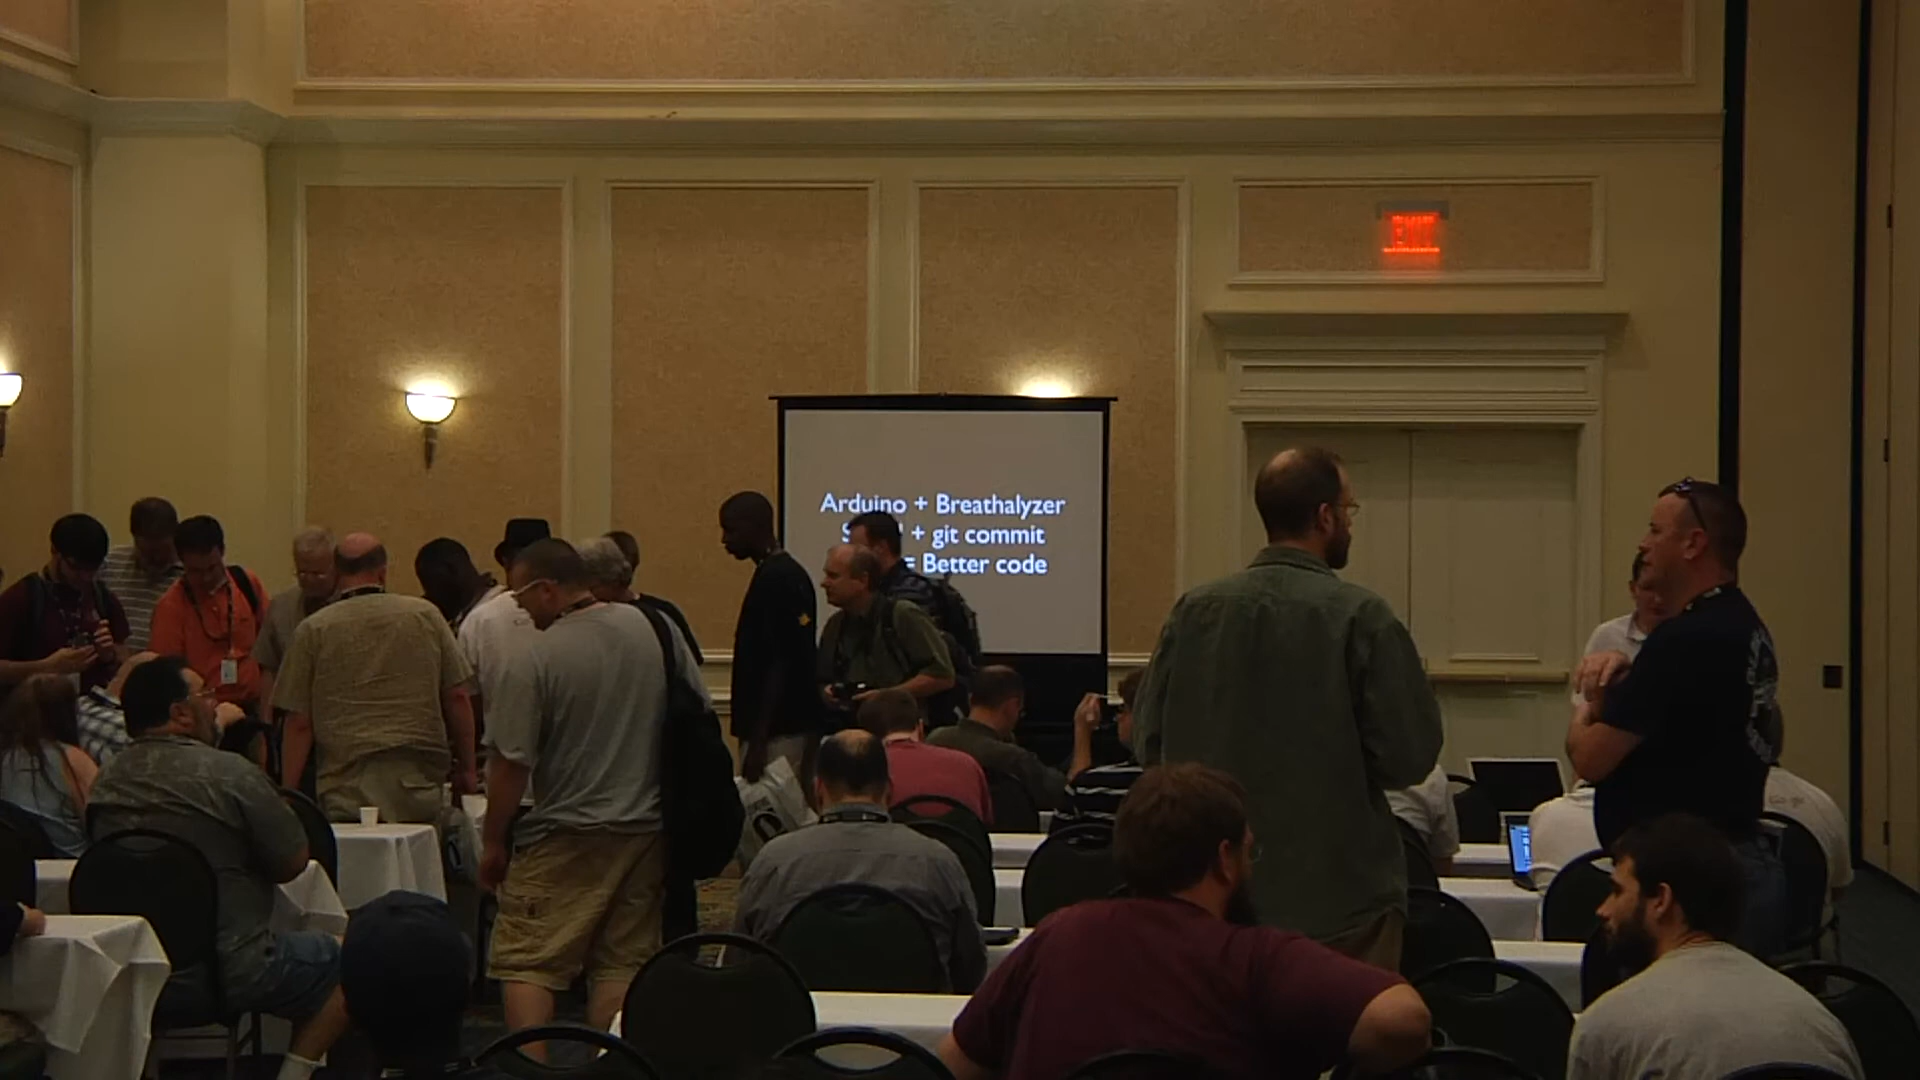 EXIT
Arduino + Breathalyzer
+ git commit
= Better code